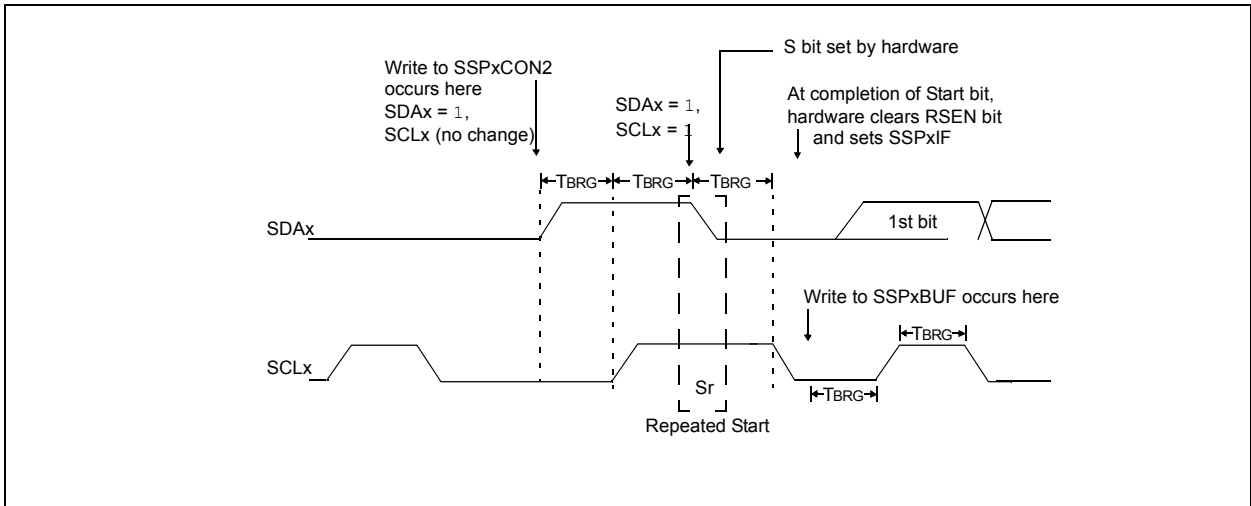 S bit set by hardware
Write to SSPxCON2
occurs here
SDAx = 1,
SCLx (no change)
SDAx = 1,
SCLx = 1
At completion of Start bit,
hardware clears RSEN bit
and sets SSPxIF
TBRG TBRG TBRG
SDAx
1st bit
Write to SSPxBUF occurs here
TBRG
SCLx
Sr
TBRG
Repeated Start